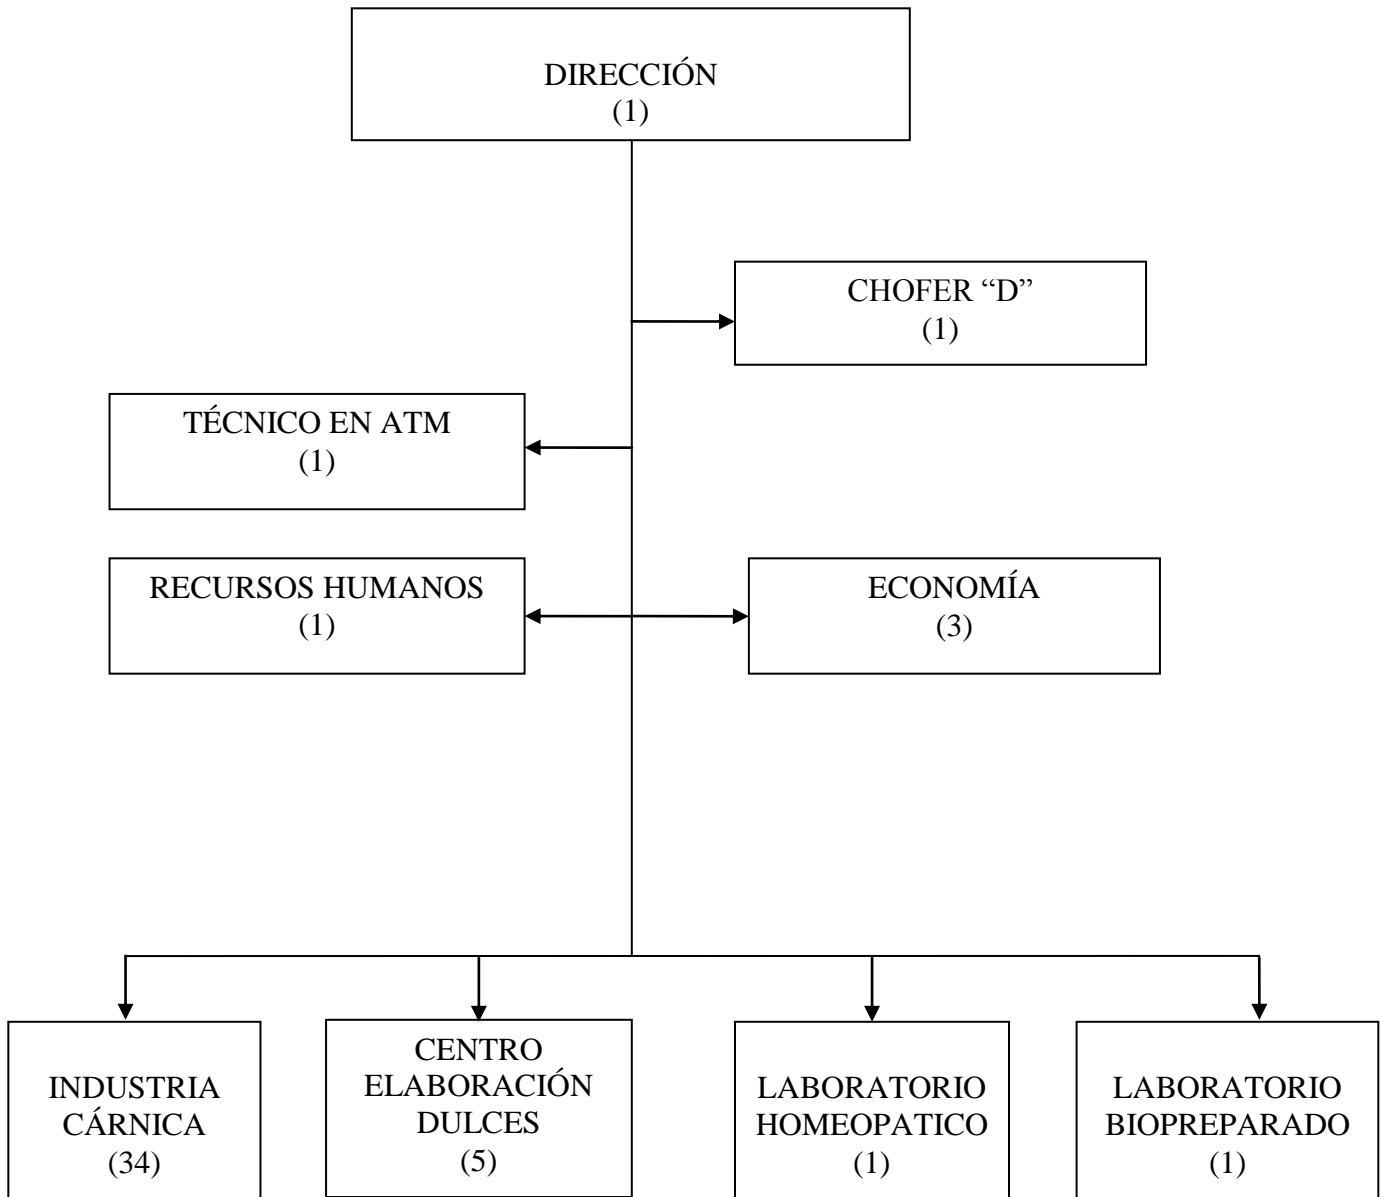 DIRECCIÓN
(1)
CHOFER “D”
(1)
TÉCNICO EN ATM
(1)
RECURSOS HUMANOS
(1)
ECONOMÍA
(3)
INDUSTRIA
CÁRNICA
(34)
CENTRO
ELABORACIÓN
DULCES
(5)
LABORATORIO
HOMEOPATICO
(1)
LABORATORIO
BIOPREPARADO
(1)